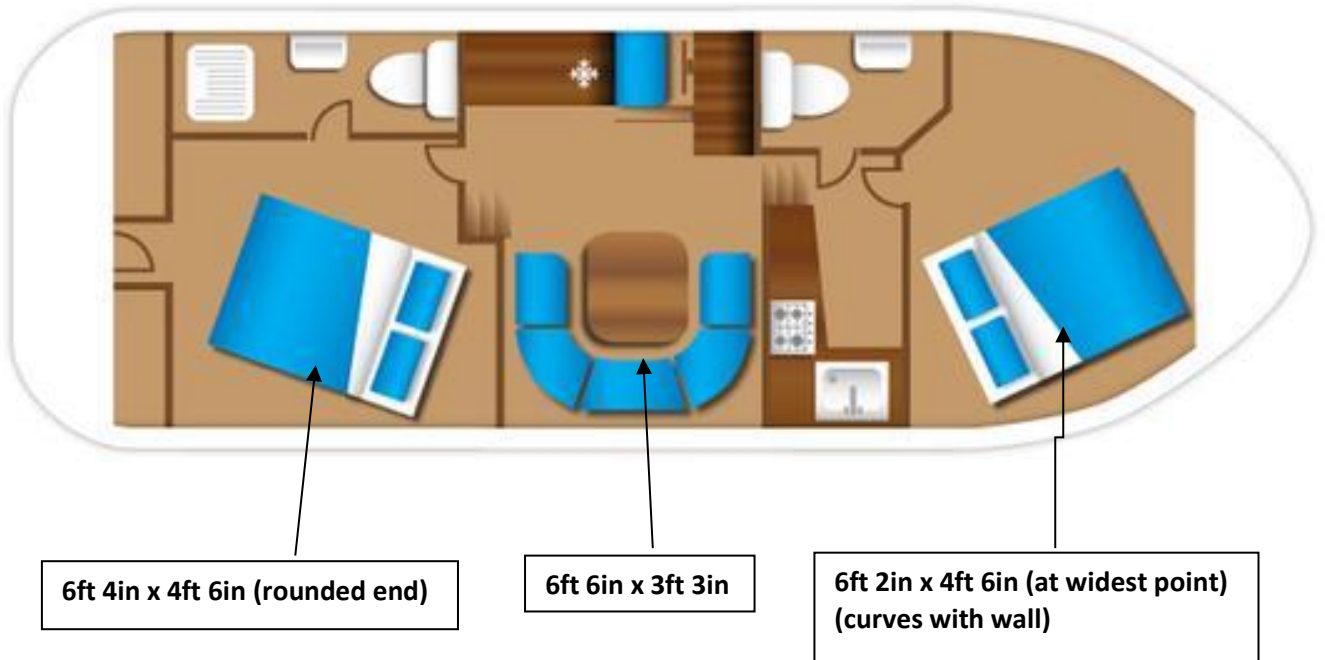 6ft 4in x 4ft 6in (rounded end)
6ft 6in x 3ft 3in
6ft 2in x 4ft 6in (at widest point)
(curves with wall)